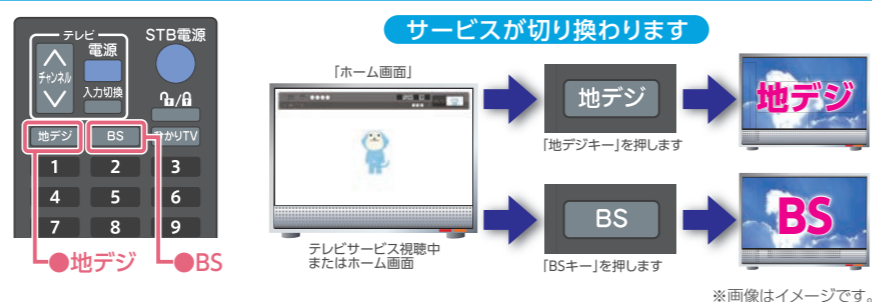 サービスが切り換わります
テレビ
電源
STB電源
チャンネル
入力切換
地デジ
BS
ひかりTV
1 2 3
4 5 6
7 8 9
●地デジ
●BS
「ホーム画面」
テレビサービス視聴中
またはホーム画面
地デジ
「地デジキー」を押します
地デジ
BS
「BSキー」を押します
BS
※画像はイメージです。